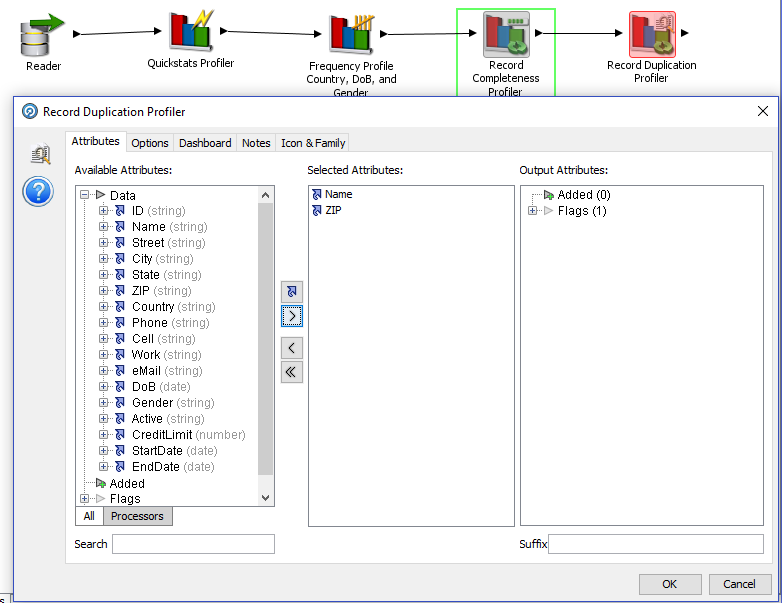 Reader
Quickstats Profiler
Frequency Profile
Country, DoB, and
Gender
Record
Completeness
Profiler
Record Duplication
Profiler
Record Duplication Profiler
Attributes Options Dashboard Notes Icon & Family
Available Attributes: Selected Attributes: Output Attributes:
Data
ID (string)
Name (string)
Street (string)
City (string)
State (string)
ZIP (string)
Country (string)
Phone (string)
Cell (string)
Work (string)
eMail (string)
DoB (date)
Gender (string)
Active (string)
CreditLimit (number)
StartDate (date)
EndDate (date)
Added
Flags
All Processors
Search
Name
ZIP
Added (0)
Flags (1)
Suffix
OK Cancel